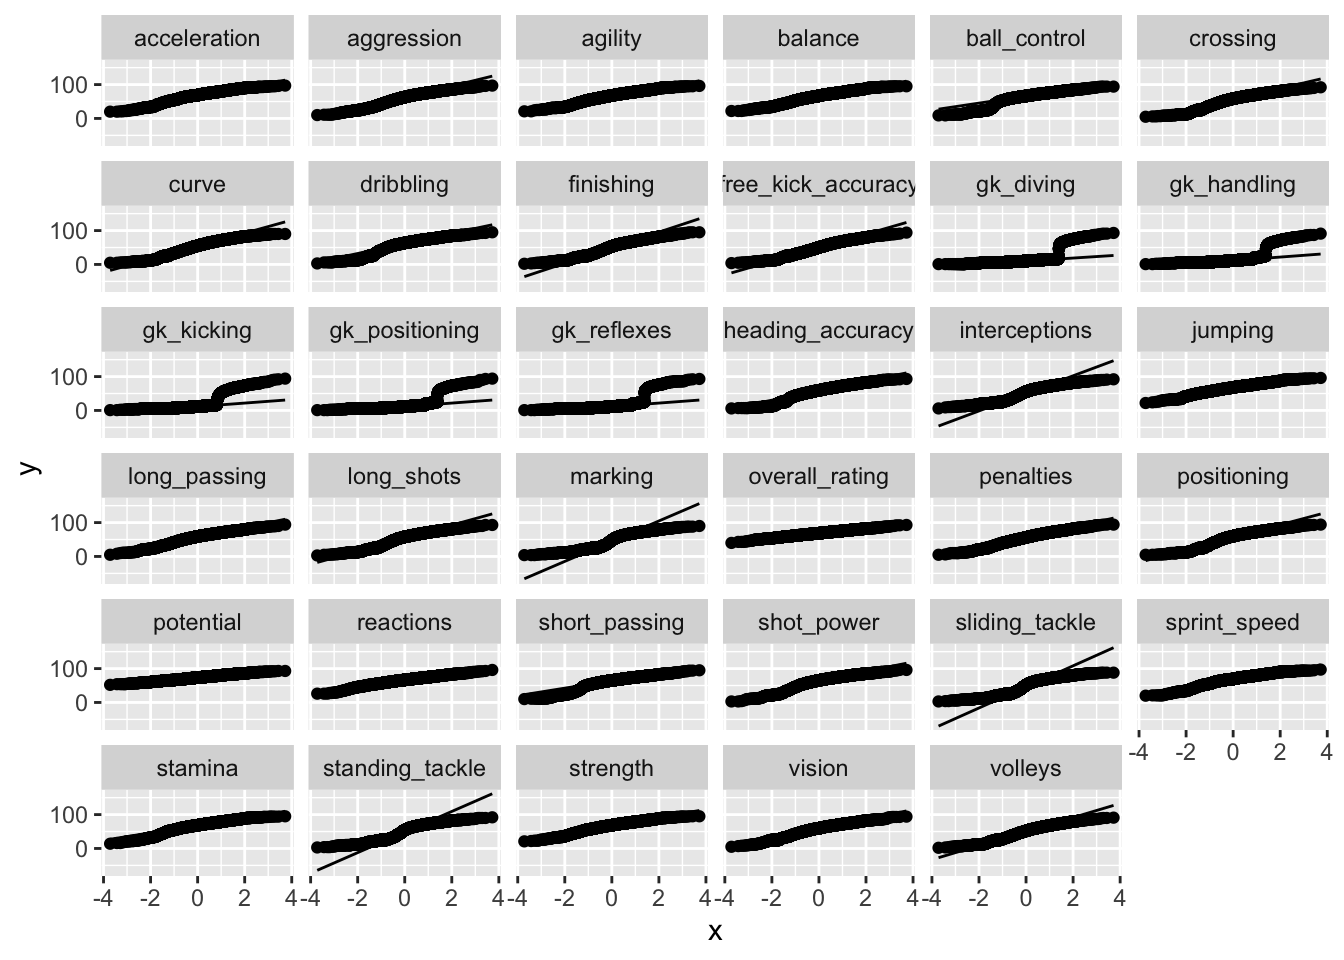 acceleration aggression agility balance ball_control crossing
100
0
curve dribbling finishing free_kick_accuracy gk_diving gk_handling
100
0
gk_kicking gk_positioning gk_reflexes heading_accuracy interceptions jumping
100
0
y
long_passing long_shots marking overall_rating penalties positioning
100
0
potential reactions short_passing shot_power sliding_tackle sprint_speed
100
0
-4 -2 0 2 4
stamina standing_tackle strength vision volleys
100
0
-4 -2 0 2 4 -4 -2 0 2 4 -4 -2 0 2 4 -4 -2 0 2 4 -4 -2 0 2 4
x